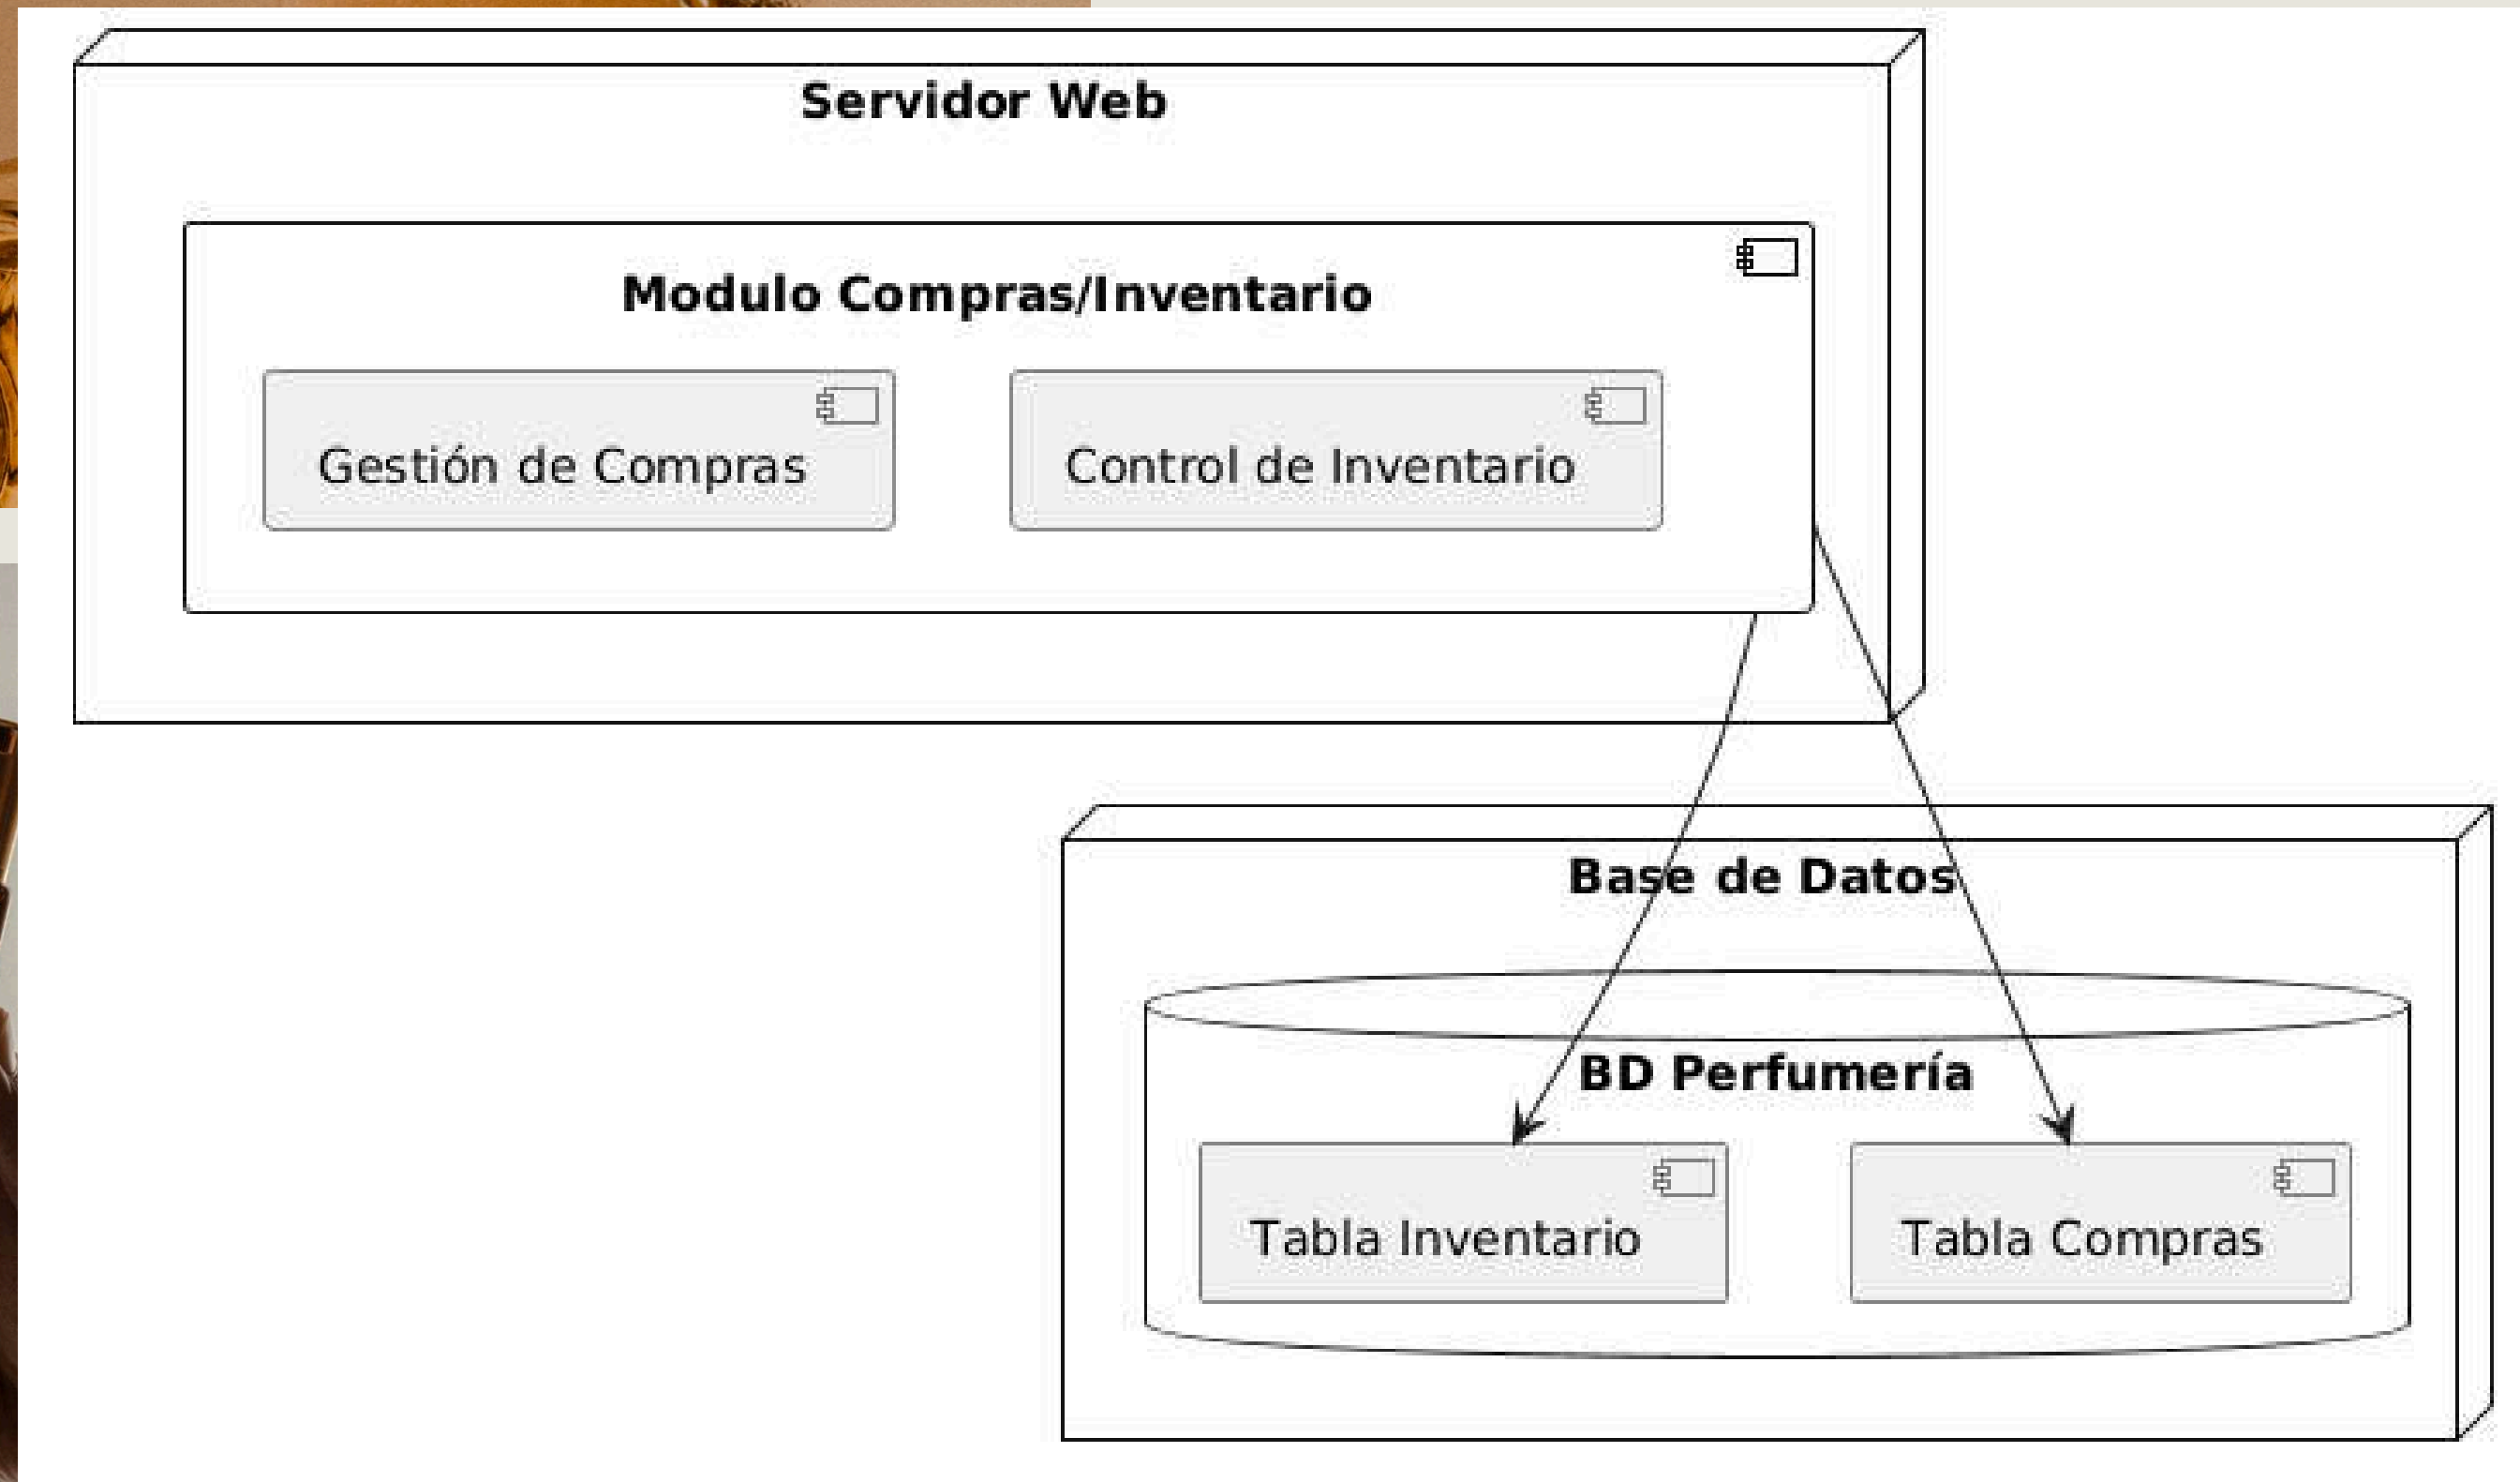 Servidor Web
Modulo Compras/Inventario
Gestión de Compras
Control de Inventario
Base de Datos
BD Perfumería
Tabla Inventario
Tabla Compras